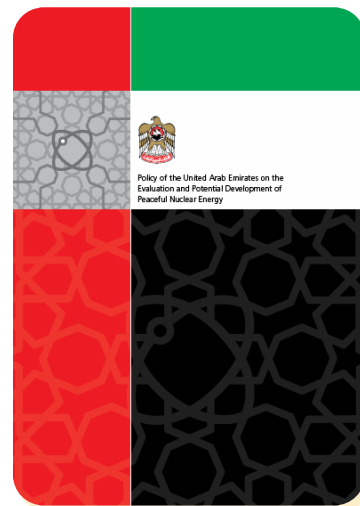 Policy of the United Arab Emirates on the
Evaluation and Potential Development of
Peaceful Nuclear Energy